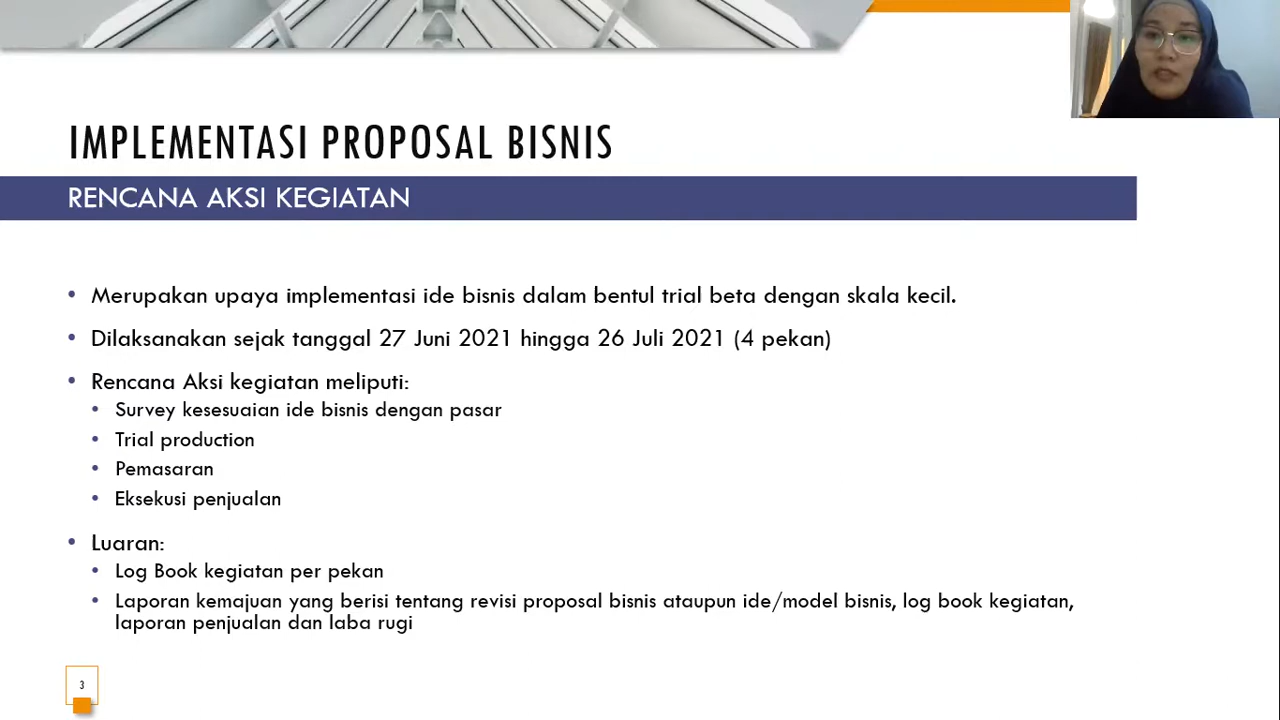 IMPLEMENTASI PROPOSAL BISNIS
RENCANA AKSI KEGIATAN
• Merupakan upaya implementasi ide bisnis dalam bentul trial beta dengan skala kecil.
• Dilaksanakan sejak tanggal 27 Juni 2021 hingga 26 Juli 2021 (4 pekan)
• Rencana Aksi kegiatan meliputi:
• Survey kesesuaian ide bisnis dengan pasar
• Trial production
• Pemasaran
• Eksekusi penjualan
• Luaran:
• Log Book kegiatan per pekan
• Laporan kemajuan yang berisi tentang revisi proposal bisnis ataupun ide/model bisnis, log book kegiatan,
laporan penjualan dan laba rugi
3